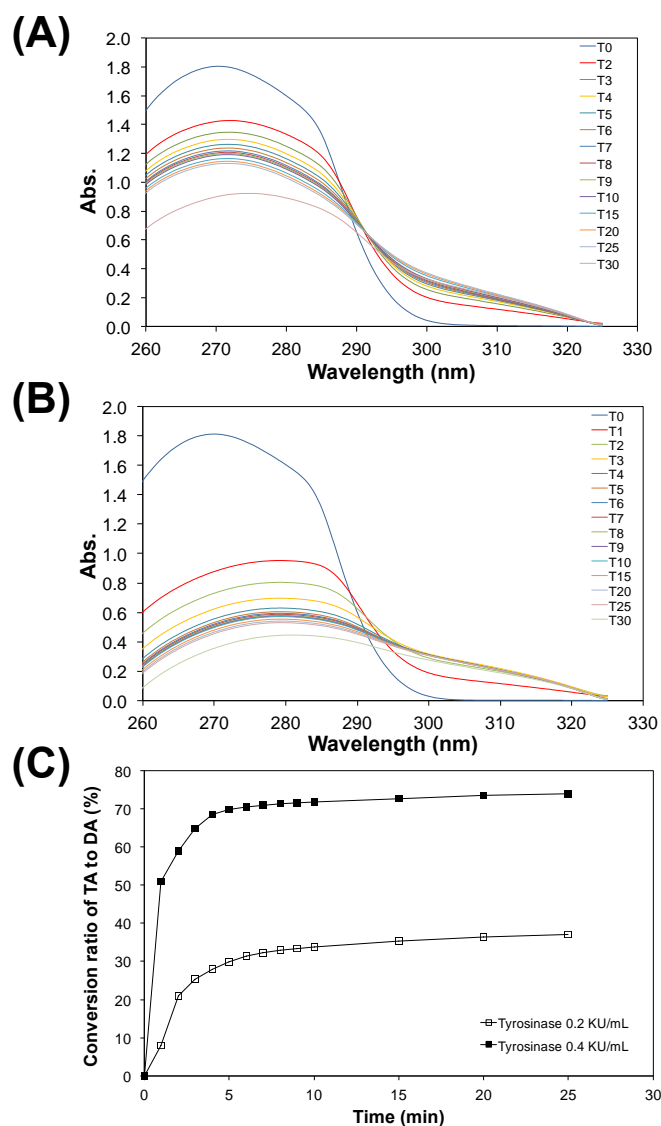 (A)
2.0
1.8
1.6
1.4
1.2
1.0
0.8
0.6
0.4
0.2
0.0
Abs.
260 270 280 290 300 310 320 330
Wavelength (nm)
T0
T2
T3
T4
T5
T6
T7
T8
T9
T10
T15
T20
T25
T30
(B)
2.0
1.8
1.6
1.4
1.2
1.0
0.8
0.6
0.4
0.2
0.0
Abs.
260 270 280 290 300 310 320 330
Wavelength (nm)
T0
T1
T2
T3
T4
T5
T6
T7
T8
T9
T10
T15
T20
T25
T30
(C)
80
70
60
50
40
30
20
10
0
Conversion ratio of TA to DA (%)
Tyrosinase 0.2 KU/mL
Tyrosinase 0.4 KU/mL
0 5 10 15 20 25 30
Time (min)